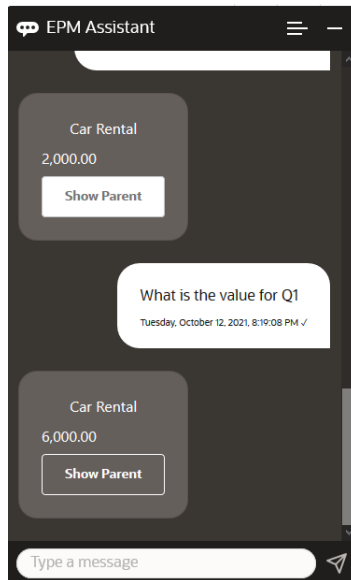 EPM Assistant
Car Rental
2,000.00
Show Parent
What is the value for Q1
Tuesday, October 12, 2021, 8:19:08 PM ✓
Car Rental
6,000.00
Show Parent
Type a message